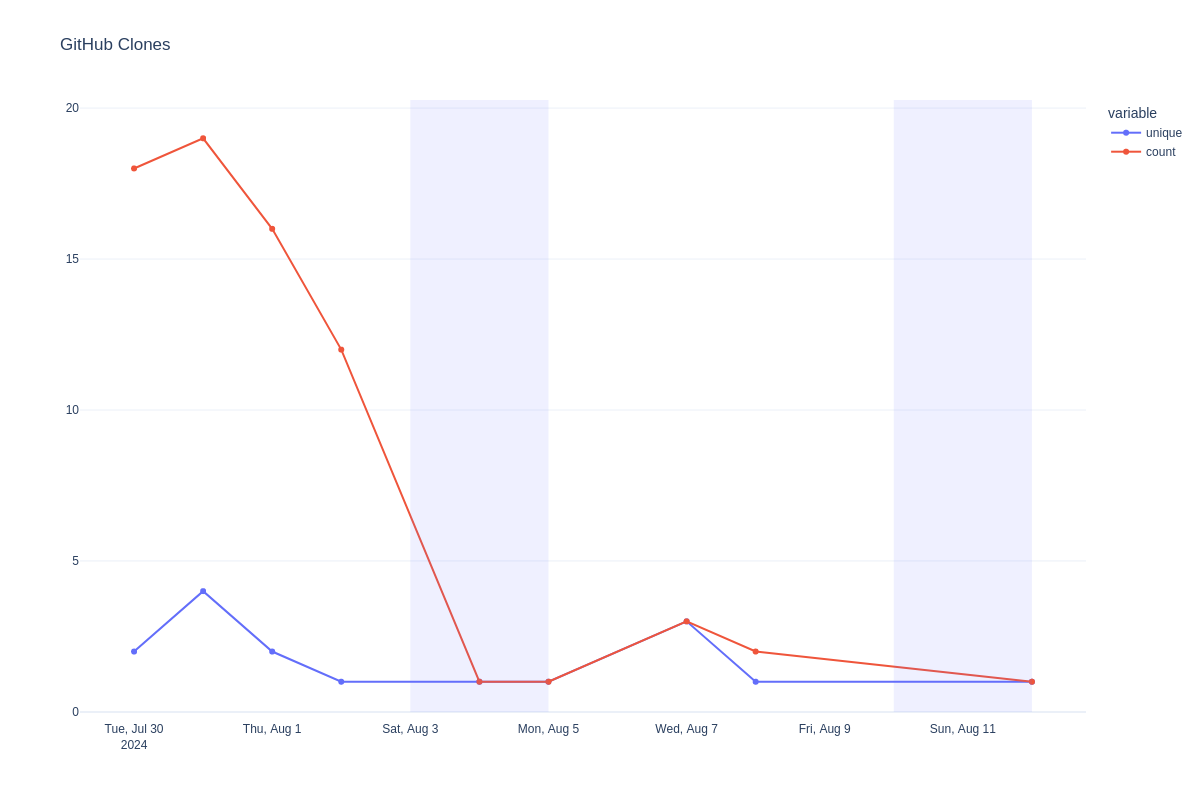 GitHub Clones
20
15
10
5
0
Tue, Jul 30
2024
Thu, Aug 1
Sat, Aug 3
Mon, Aug 5
Wed, Aug 7
Fri, Aug 9
Sun, Aug 11
variable
unique
count